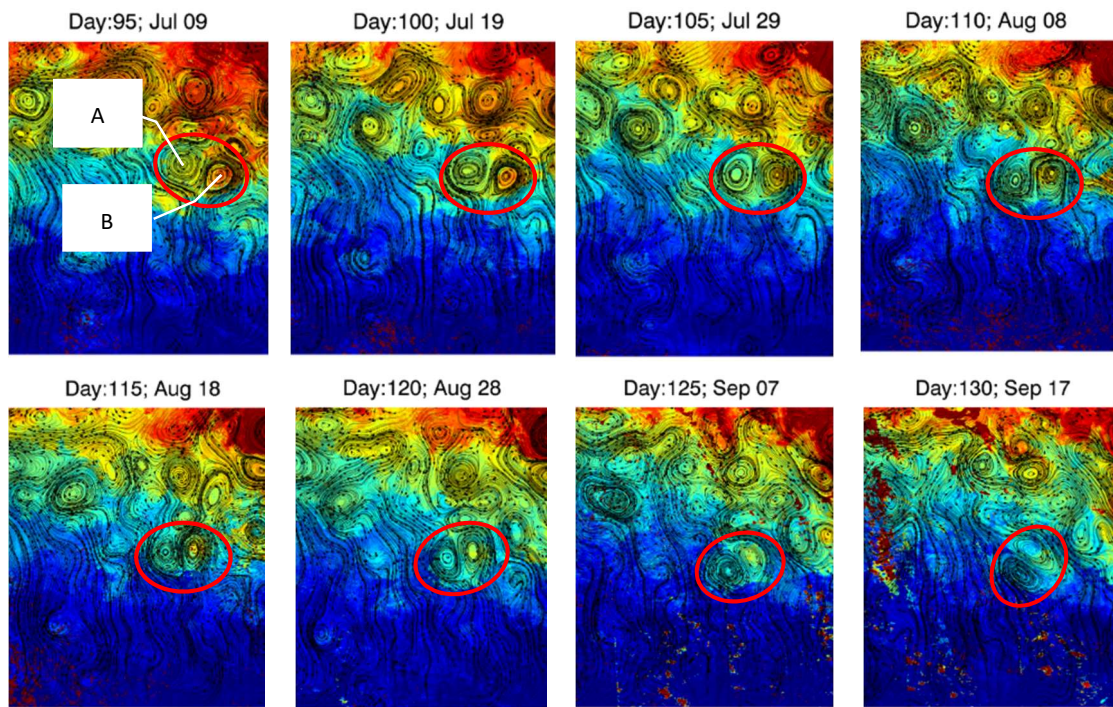 Day:95; Jul 09
Day:100; Jul 19
Day:105; Jul 29
Day:110; Aug 08
A
B
Day:115; Aug 18
Day:120; Aug 28
Day:125; Sep 07
Day:130; Sep 17